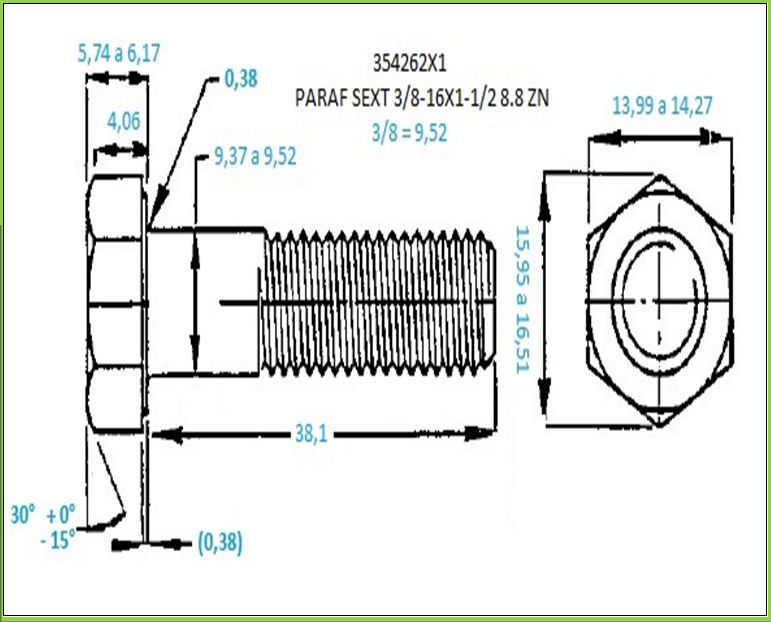 5,74 a 6,17
354262X1
0,38
PARAF SEXT 3/8-16X1-1/2 8.8 ZN
13,99 a 14,27
4,06
3/8 = 9,52
9,37 a 9,52
15,95 a 16,51
38,1
30° + 0°
- 15°
(0,38)